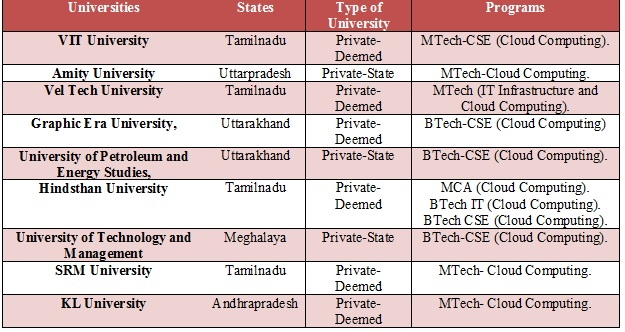 Universities States Type of University Programs
VIT University Tamilnadu Private-Deemed MTech-CSE (Cloud Computing).
Amity University Uttarpradesh Private-State MTech-Cloud Computing.
Vel Tech University Tamilnadu Private-Deemed MTech (IT Infrastructure and Cloud Computing).
Graphic Era University, Uttarakhand Private-Deemed BTech-CSE (Cloud Computing)
University of Petroleum and Energy Studies, Uttarakhand Private-State BTech-CSE (Cloud Computing).
Hindsthan University Tamilnadu Private-Deemed MCA (Cloud Computing).
BTech IT (Cloud Computing).
BTech CSE (Cloud Computing).
University of Technology and Management Meghalaya Private-State BTech-CSE (Cloud Computing).
SRM University Tamilnadu Private-Deemed MTech- Cloud Computing.
KL University Andhrapradesh Private-Deemed MTech- Cloud Computing.